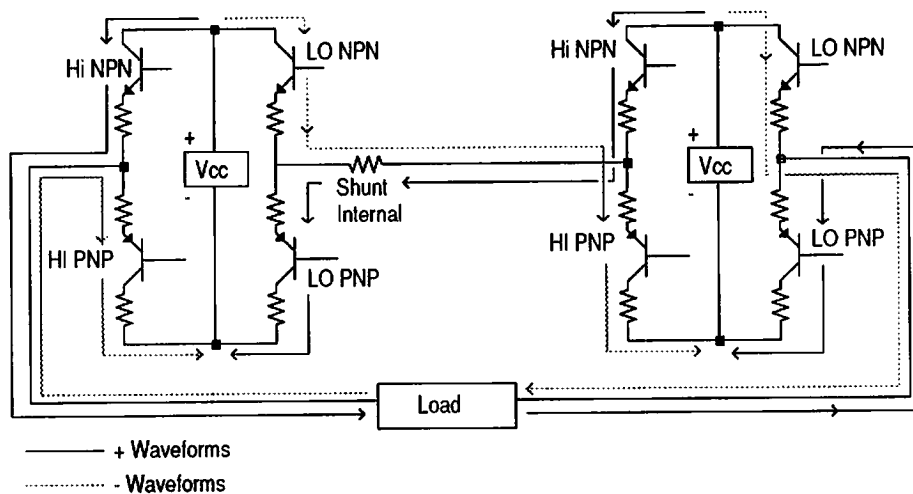 Hi NPN
LO NPN
Hi NPN
LO NPN
+
Vcc
-
+
Vcc
-
Shunt
Internal
HI PNP
LO PNP
HI PNP
LO PNP
Load
+ Waveforms
- Waveforms